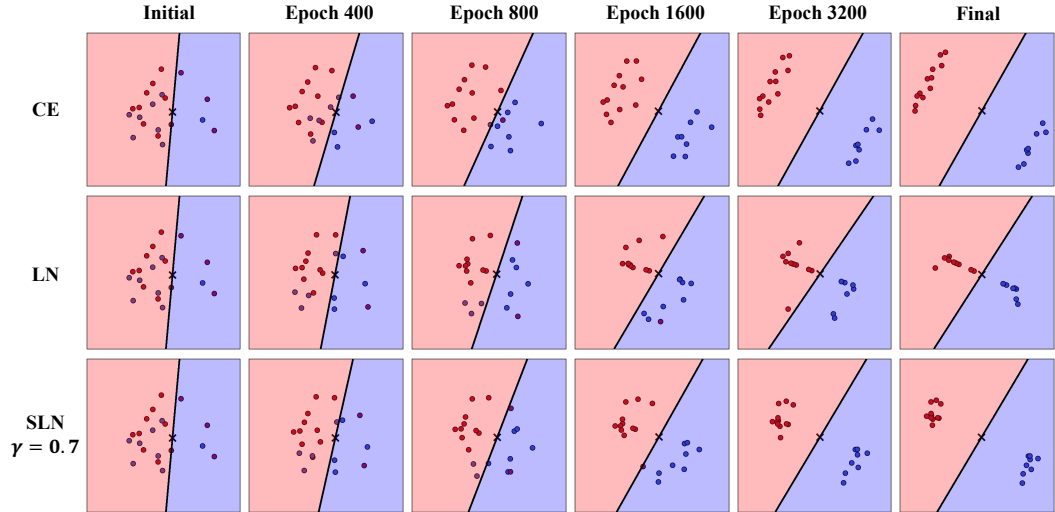 Initial Epoch 400 Epoch 800 Epoch 1600 Epoch 3200 Final
CE
LN
SLN
γ = 0.7